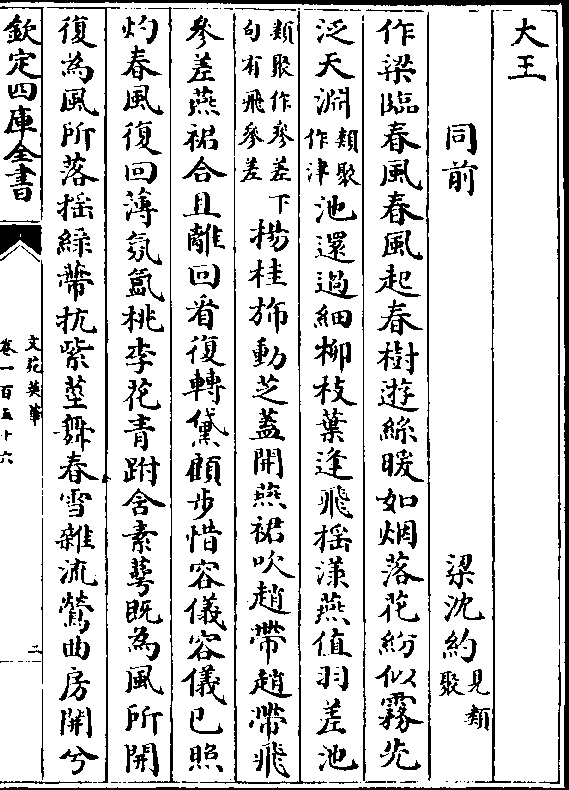 大王
同前 梁沈約見類聚
作梁臨春風春風起春樹遊絲暖如烟落花紛似霧先
泛天淵類聚作津池還過細柳枝葉逢飛揺漾燕值羽差池
類聚作參差下句有飛參差楊桂斾動芝蓋開燕裾吹趙帶趙帶飛
參差燕裾合且離回㸔復轉黛顧步惜容儀容儀已照
灼春風復回薄氛氳桃李花青跗含素蕚既為風所開
復為風所落揺綠蔕抗紫莖舞春雪雜流鶯曲房開兮
欽定四庫全書
文苑英華
卷一百五十六
二